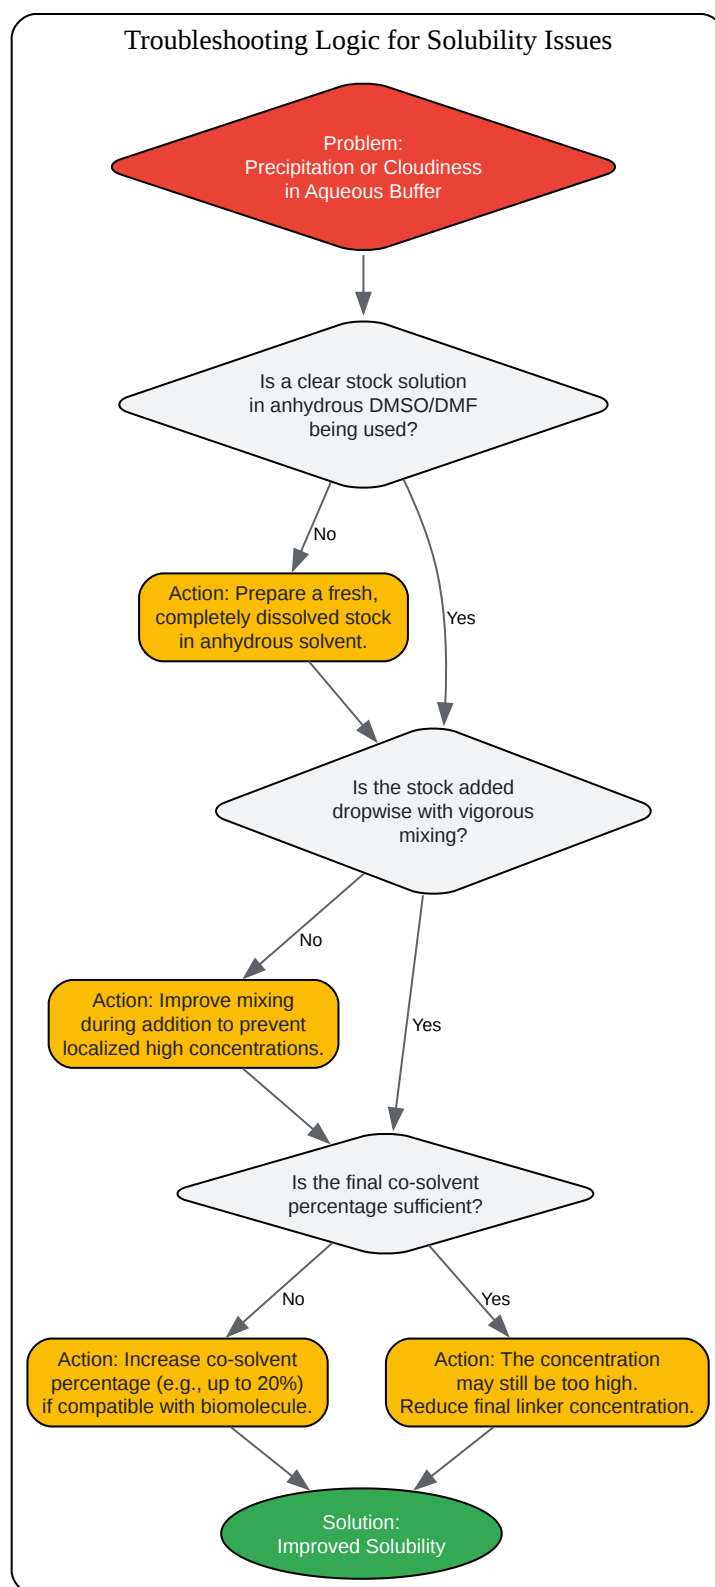 Troubleshooting Logic for Solubility Issues
Problem:
Precipitation or Cloudiness
in Aqueous Buffer
Is a clear stock solution
in anhydrous DMSO/DMF
being used?
No
Action: Prepare a fresh,
completely dissolved stock
in anhydrous solvent.
Yes
Is the stock added
dropwise with vigorous
mixing?
No
Action: Improve mixing
during addition to prevent
localized high concentrations.
Yes
Is the final co-solvent
percentage sufficient?
No
Yes
Action: Increase co-solvent
percentage (e.g., up to 20%)
if compatible with biomolecule.
Action: The concentration
may still be too high.
Reduce final linker concentration.
Solution:
Improved Solubility